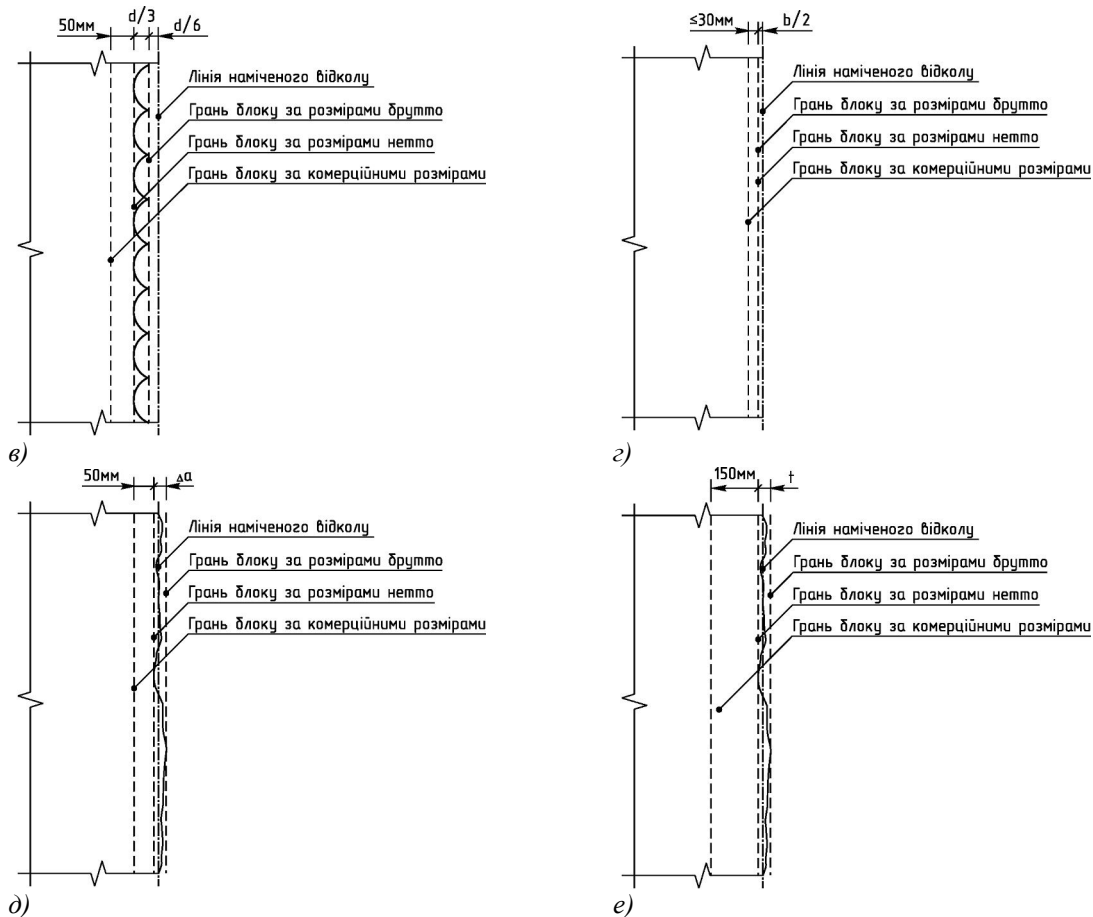 50мм d/3 d/6
Лінія наміченого відколу
Грань блоку за розмірами брутто
Грань блоку за розмірами нетто
Грань блоку за комерційними розмірами
в)
≤30мм b/2
Лінія наміченого відколу
Грань блоку за розмірами брутто
Грань блоку за розмірами нетто
Грань блоку за комерційними розмірами
г)
50мм Δa
Лінія наміченого відколу
Грань блоку за розмірами брутто
Грань блоку за розмірами нетто
Грань блоку за комерційними розмірами
д)
150мм t
Лінія наміченого відколу
Грань блоку за розмірами брутто
Грань блоку за розмірами нетто
Грань блоку за комерційними розмірами
е)